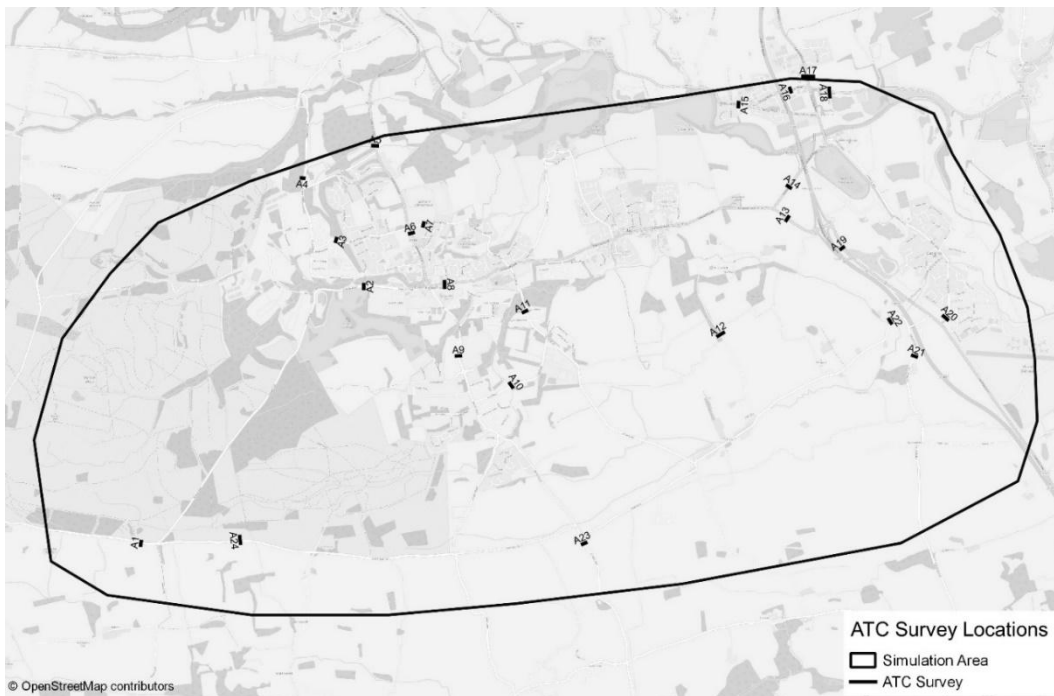 A17
A16
A18
A15
A4
A14
A13
A3
A6
A7
A19
A2
A8
A11
A20
A22
A12
A9
A21
A10
A1
A24
A23
ATC Survey Locations
Simulation Area
ATC Survey
© OpenStreetMap contributors